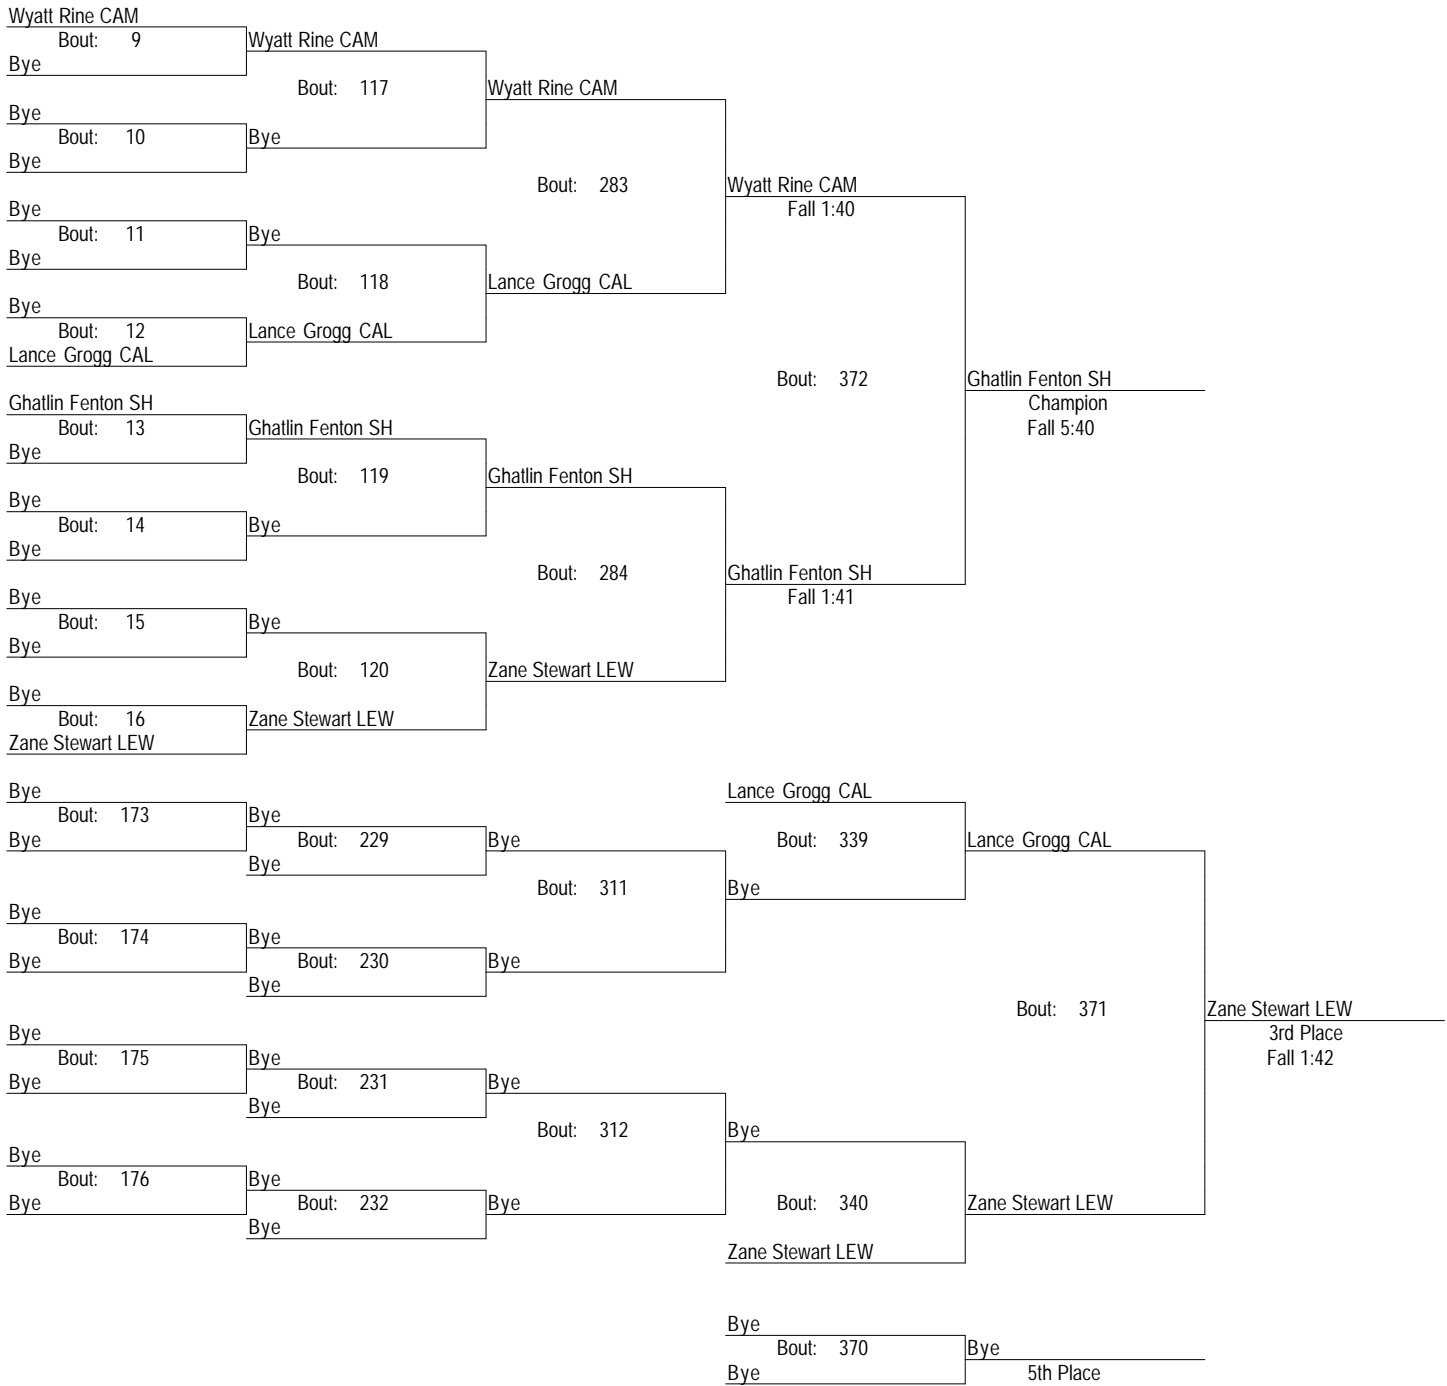 Wyatt Rine CAM
Bout: 9
Wyatt Rine CAM
Bye
Bout: 117
Wyatt Rine CAM
Bye
Bout: 10
Bye
Bye
Bout: 283
Wyatt Rine CAM
Fall 1:40
Bye
Bout: 11
Bye
Bye
Bout: 118
Lance Grogg CAL
Bye
Bout: 12
Lance Grogg CAL
Lance Grogg CAL
Bout: 372
Ghatlin Fenton SH
Champion
Fall 5:40
Ghatlin Fenton SH
Bout: 13
Ghatlin Fenton SH
Bye
Bout: 119
Ghatlin Fenton SH
Bye
Bout: 14
Bye
Bye
Bout: 284
Ghatlin Fenton SH
Fall 1:41
Bye
Bout: 15
Bye
Bye
Bout: 120
Zane Stewart LEW
Bye
Bout: 16
Zane Stewart LEW
Zane Stewart LEW
Bye
Bout: 173
Bye
Bye
Bout: 229
Bye
Bye
Lance Grogg CAL
Bout: 339
Lance Grogg CAL
Bout: 311
Bye
Bye
Bout: 174
Bye
Bye
Bout: 230
Bye
Bye
Bout: 371
Zane Stewart LEW
3rd Place
Fall 1:42
Bye
Bout: 175
Bye
Bye
Bout: 231
Bye
Bye
Bout: 312
Bye
Bye
Bout: 176
Bye
Bye
Bout: 232
Bye
Bye
Bout: 340
Zane Stewart LEW
Zane Stewart LEW
Bye
Bout: 370
Bye
Bye
5th Place